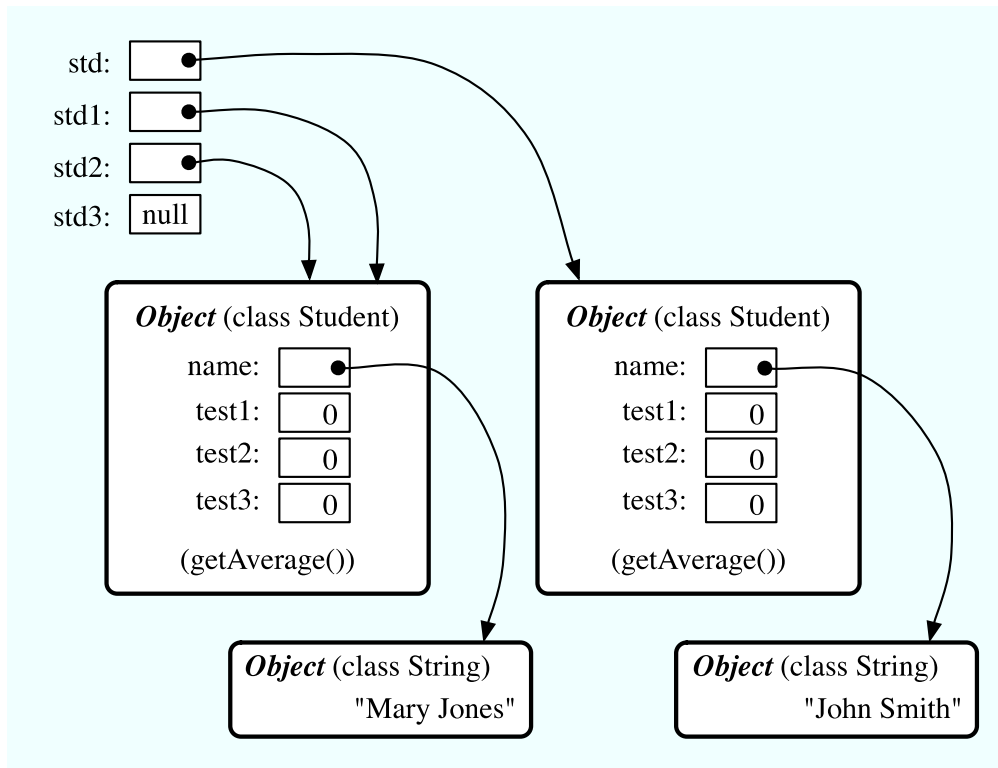 std:
std1:
std2:
std3: null
Object (class Student)
name:
test1: 0
test2: 0
test3: 0
(getAverage())
Object (class Student)
name:
test1: 0
test2: 0
test3: 0
(getAverage())
Object (class String)
"Mary Jones"
Object (class String)
"John Smith"